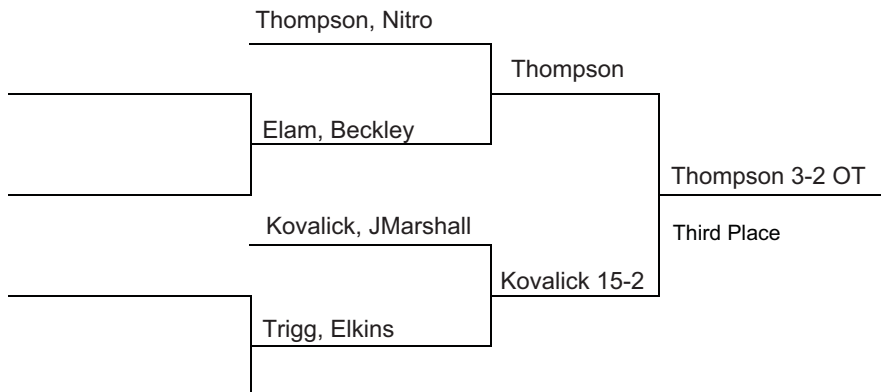 Thompson, Nitro
Thompson
Elam, Beckley
Thompson 3-2 OT
Kovalick, JMarshall
Third Place
Kovalick 15-2
Trigg, Elkins